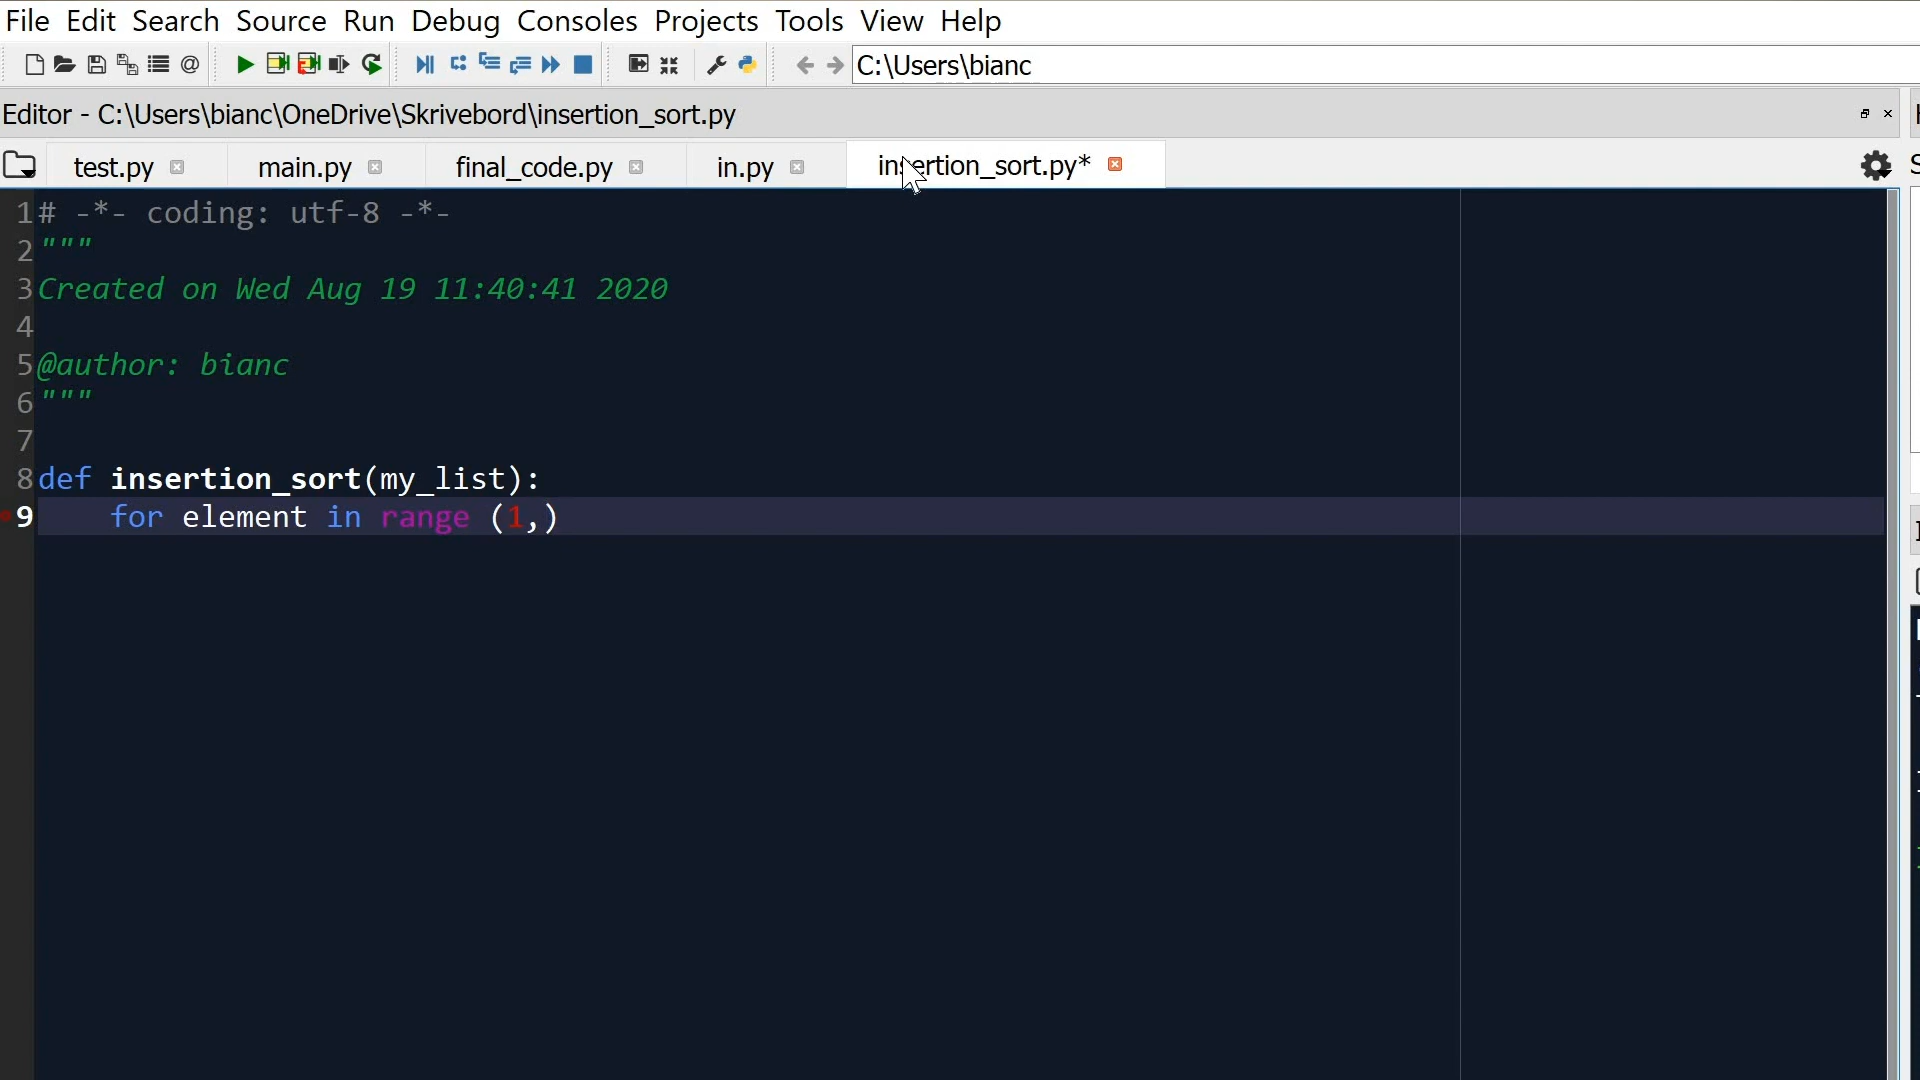 File Edit Search Source Run Debug Consoles Projects Tools View Help
C:\Users\bianc
Editor - C:\Users\bianc\OneDrive\Skrivebord\insertion_sort.py
test.py main.py final_code.py in.py insertion_sort.py*
1 # -*- coding: utf-8 -*-
2 """
3 Created on Wed Aug 19 11:40:41 2020
4
5 @author: bianc
6 """
7
8 def insertion_sort(my_list):
9 for element in range (1,)